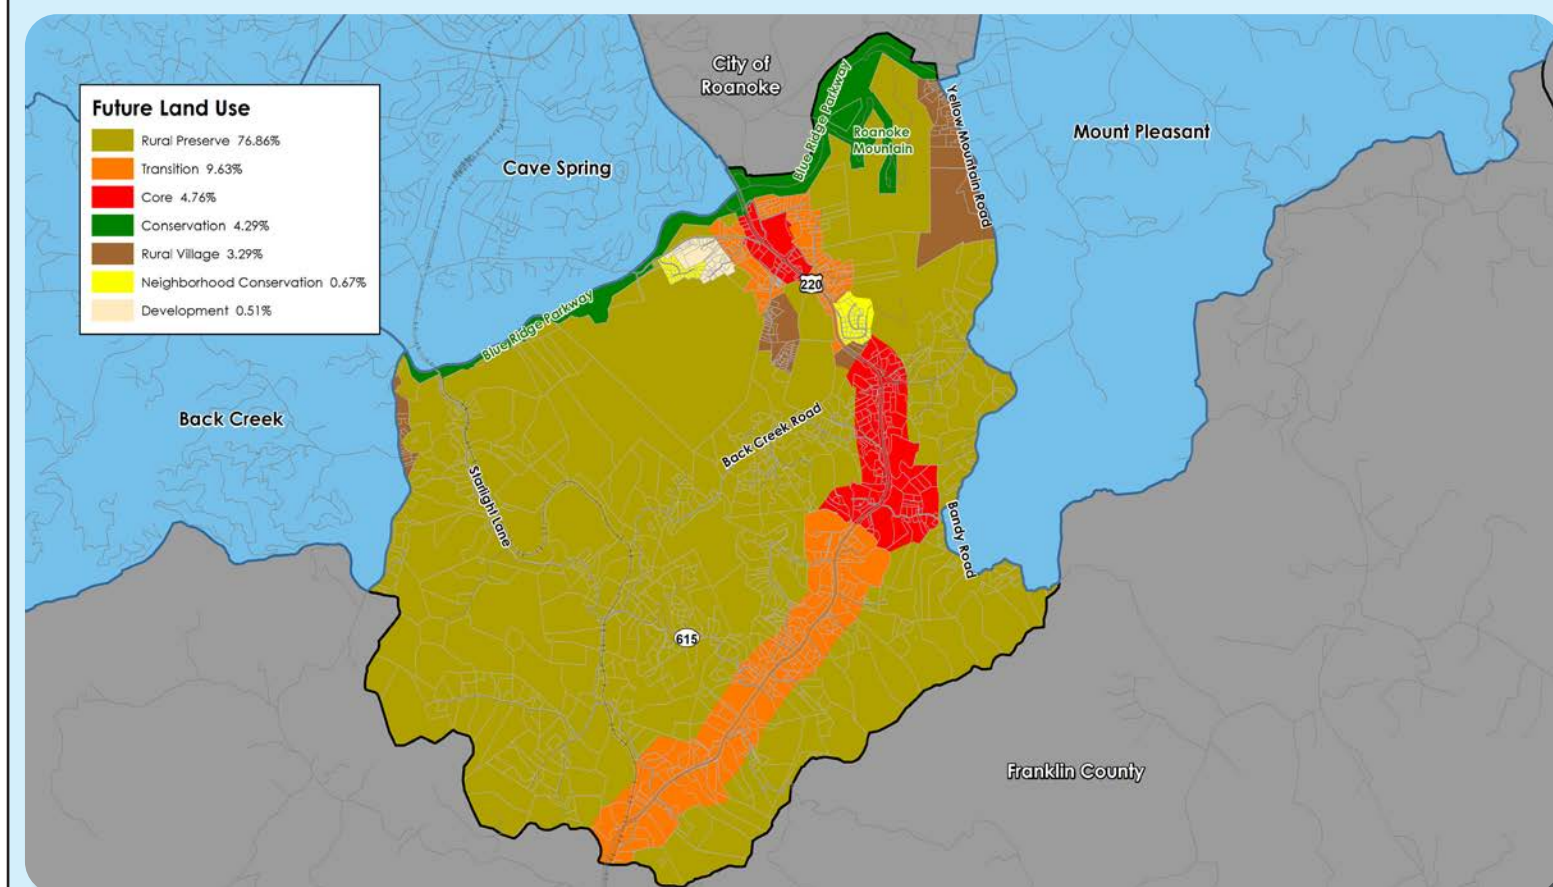 City of
Roanoke
Blue Ridge Parkway
Yellow Mountain Road
Mount Pleasant
Roanoke
Mountain
Cave Spring
Future Land Use
Rural Preserve 76.86%
Transition 9.63%
Core 4.76%
Conservation 4.29%
Rural Village 3.29%
Neighborhood Conservation 0.67%
Development 0.51%
220
Blue Ridge Parkway
Back Creek
Back Creek Road
Starlight Lane
Bandy Road
615
Franklin County